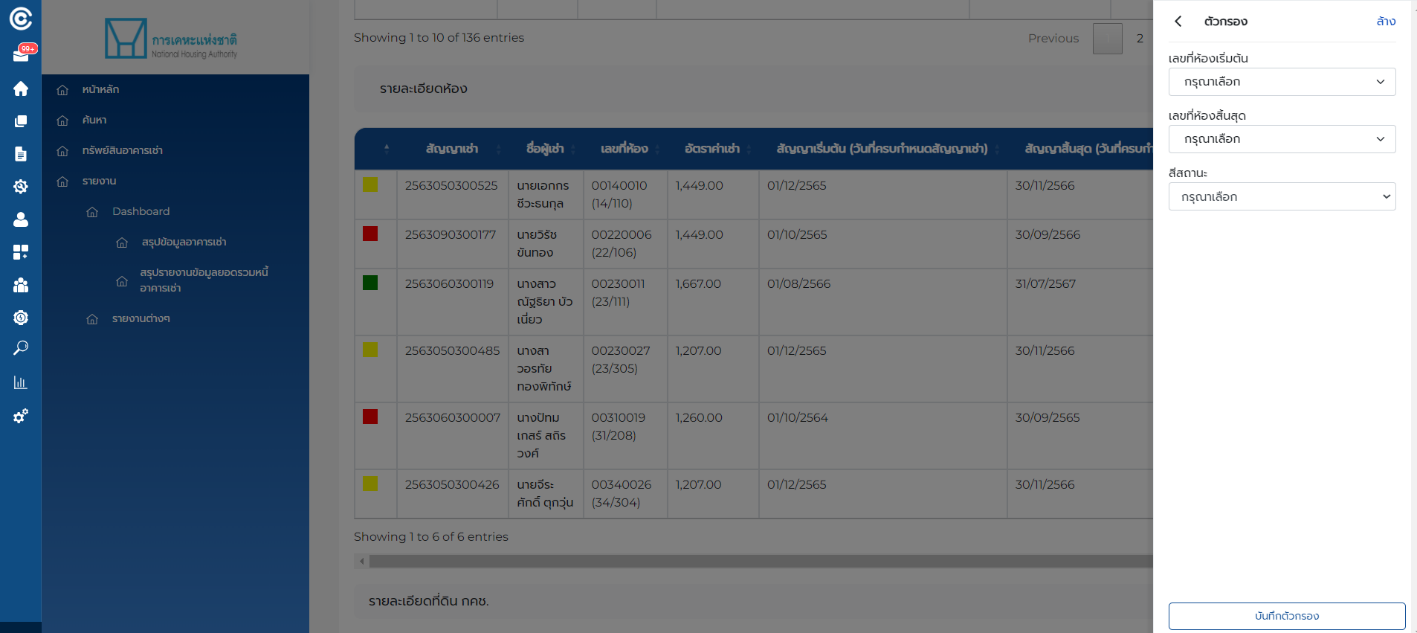 99+
การเคหะแห่งชาติ
National Housing Authority
หน้าหลัก
ค้นหา
ทรัพย์สินอาคารเช่า
รายงาน
Dashboard
สรุปข้อมูลอาคารเช่า
สรุปรายงานข้อมูลยอดรวมหนี้
อาคารเช่า
รายงานต่างๆ
Showing 1 to 10 of 136 entries
Previous 2
รายละเอียดห้อง
สัญญาเช่า ชื่อผู้เช่า เลขที่ห้อง อัตราค่าเช่า สัญญาเริ่มต้น (วันที่ครบกำหนดสัญญาเช่า) สัญญาสิ้นสุด (วันที่ครบกำ
2563050300525 นายเอกกร 00140010 1,449.00 01/12/2565 30/11/2566
ชีวะธนกุล (14/110)
2563090300177 นายวิรัช 00220006 1,449.00 01/10/2565 30/09/2566
ขันทอง (22/106)
2563060300119 นางสาว 00230011 1,667.00 01/08/2566 31/07/2567
ณัฐธิยา บัว (23/111)
เนี่ยว
2563050300485 นางสา 00230027 1,207.00 01/12/2565 30/11/2566
วอรทัย (23/305)
ทองพิทักษ์
2563060300007 นางปัทม 00310019 1,260.00 01/10/2564 30/09/2565
เกสร์ สถิร (31/208)
วงศ์
2563050300426 นายจีระ 00340026 1,207.00 01/12/2565 30/11/2566
ศักดิ์ ตุกวุ่น (34/304)
Showing 1 to 6 of 6 entries
รายละเอียดที่ดิน กคช.
ตัวกรอง ล้าง
เลขที่ห้องเริ่มต้น
กรุณาเลือก
เลขที่ห้องสิ้นสุด
กรุณาเลือก
สีสถานะ
กรุณาเลือก
บันทึกตัวกรอง